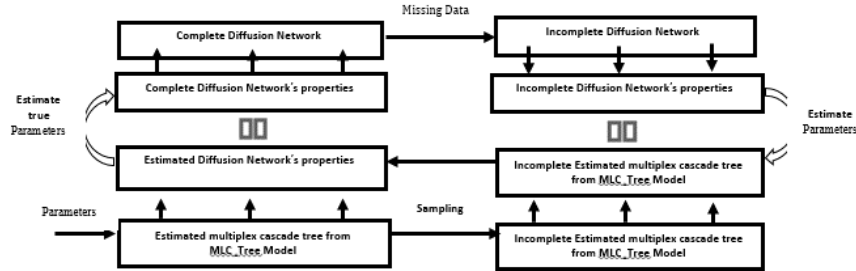 Missing Data
Complete Diffusion Network
Incomplete Diffusion Network
Complete Diffusion Network's properties
Incomplete Diffusion Network's properties
Estimate
true
Parameters
Estimate
Parameters
Estimated Diffusion Network's properties
Incomplete Estimated multiplex cascade tree
from MLC_Tree Model
Parameters
Sampling
Estimated multiplex cascade tree from
MLC_Tree Model
Incomplete Estimated multiplex cascade tree
from MLC_Tree Model